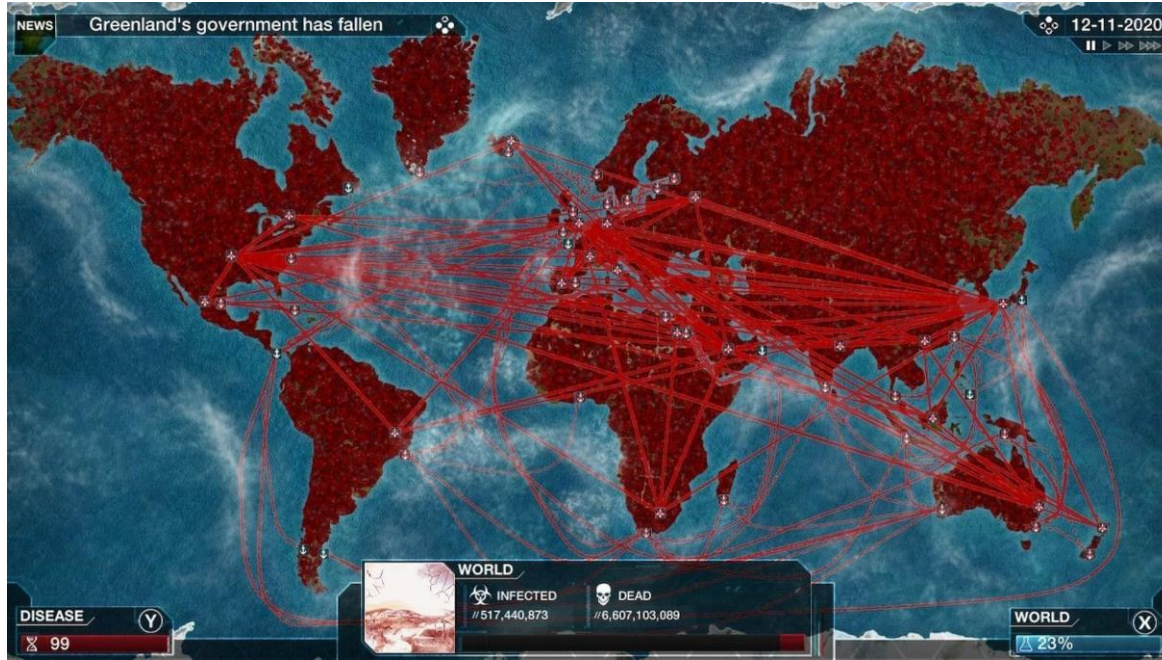 NEWS
Greenland's government has fallen
12-11-2020
WORLD
INFECTED
DEAD
//517,440,873
//6,607,103,089
DISEASE
Y
99
WORLD
X
23%